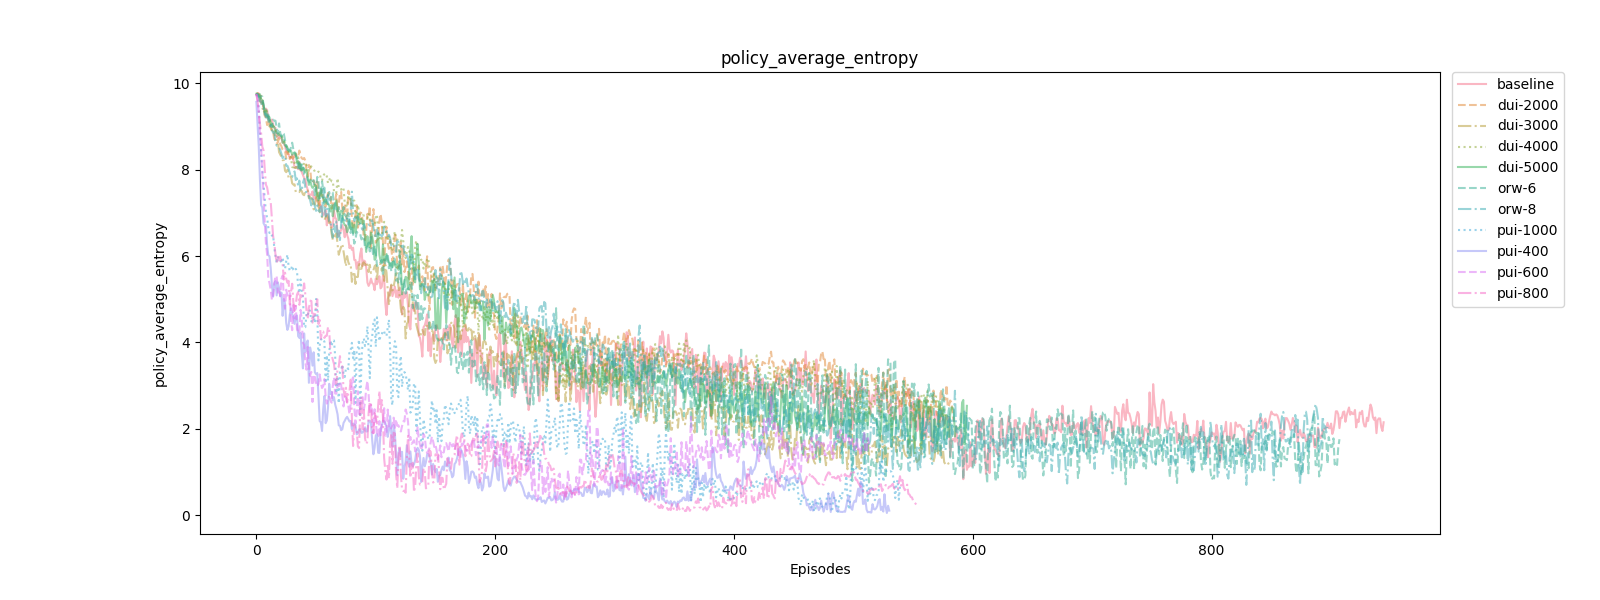 policy_average_entropy
10
8
6
4
2
0
policy_average_entropy
0
200
400
600
800
Episodes
baseline
dui-2000
dui-3000
dui-4000
dui-5000
orw-6
orw-8
pui-1000
pui-400
pui-600
pui-800